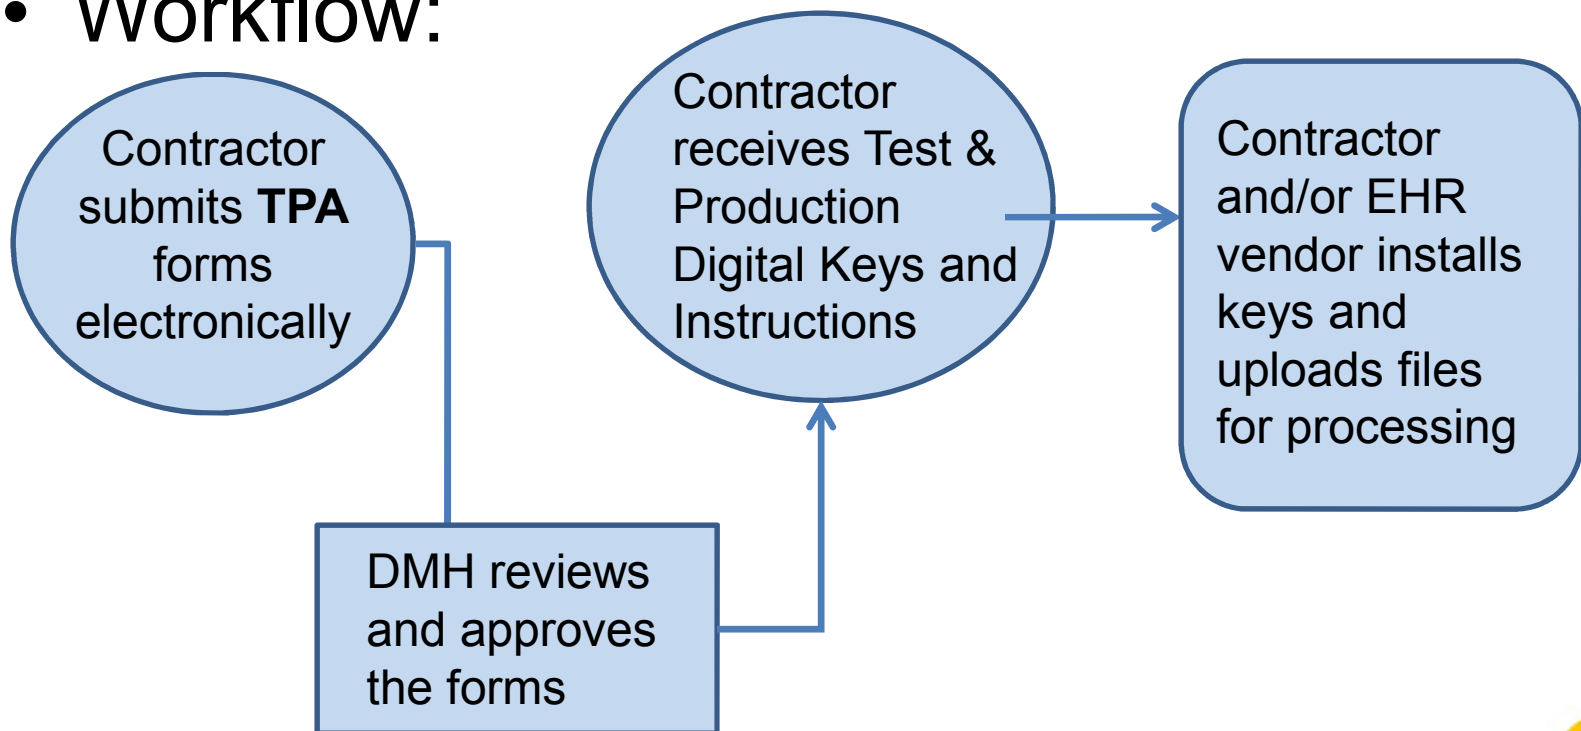 • Workflow:
Contractor
submits TPA
forms
electronically
DMH reviews
and approves
the forms
Contractor
receives Test &
Production
Digital Keys and
Instructions
Contractor
and/or EHR
vendor installs
keys and
uploads files
for processing